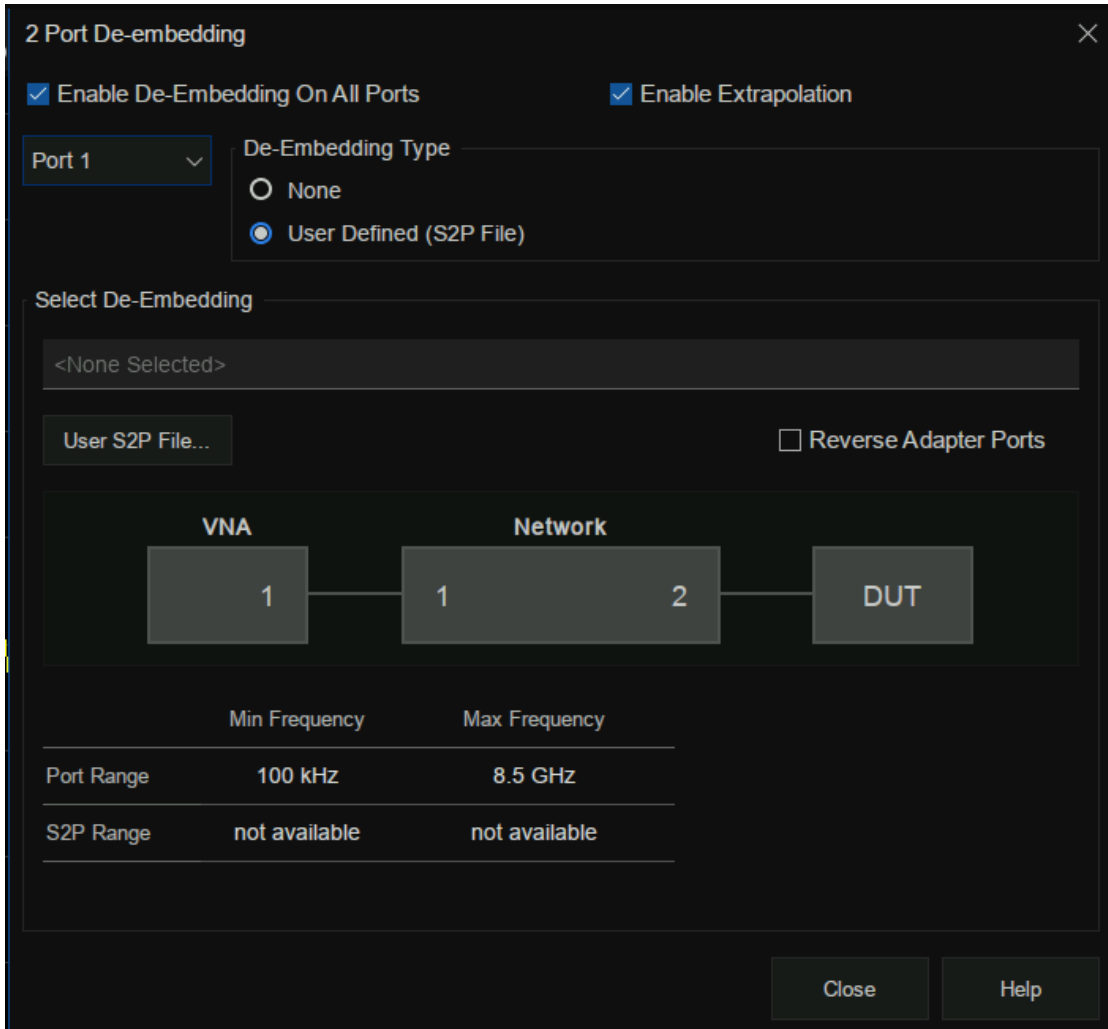 2 Port De-embedding
Enable De-Embedding On All Ports
Enable Extrapolation
Port 1
De-Embedding Type
None
User Defined (S2P File)
Select De-Embedding
<None Selected>
User S2P File...
Reverse Adapter Ports
VNA
Network
1
1
2
DUT
Min Frequency
Max Frequency
Port Range
100 kHz
8.5 GHz
S2P Range
not available
not available
Close
Help